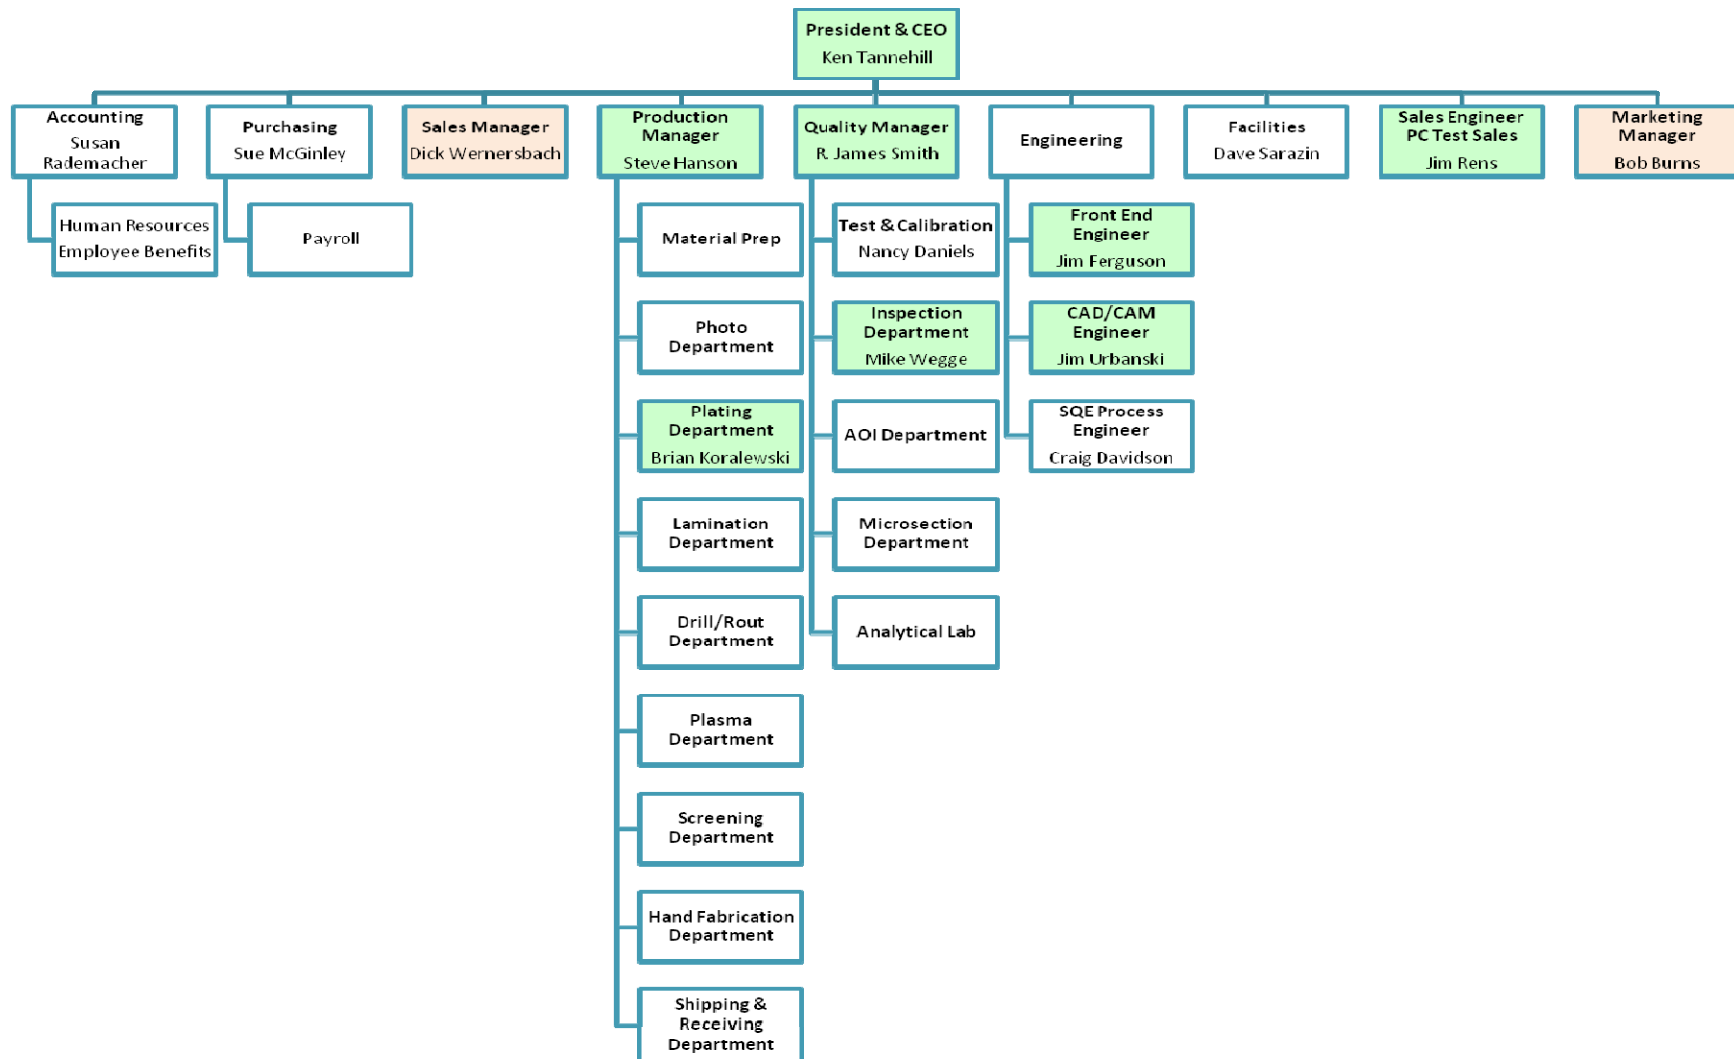 President & CEO
Ken Tannehill
Accounting
Susan
Rademacher
Purchasing
Sue McGinley
Sales Manager
Dick Wernersbach
Production
Manager
Steve Hanson
Quality Manager
R James Smith
Engineering
Facilities
Dave Sarazin
Sales Engineer
PC Test Sales
Jim Rens
Marketing
Manager
Bob Burns
Human Resources
Employee Benefits
Payroll
Material Prep
Photo
Department
Plating
Department
Brian Koralewski
Lamination
Department
Drill/Rout
Department
Plasma
Department
Screening
Department
Hand Fabrication
Department
Shipping &
Receiving
Department
Test & Calibration
Nancy Daniels
Inspection
Department
Mike Wegge
AOI Department
Microsection
Department
Analytical Lab
Front End
Engineer
Jim Ferguson
CAD/CAM
Engineer
Jim Urbanski
SQE Process
Engineer
Craig Davidson